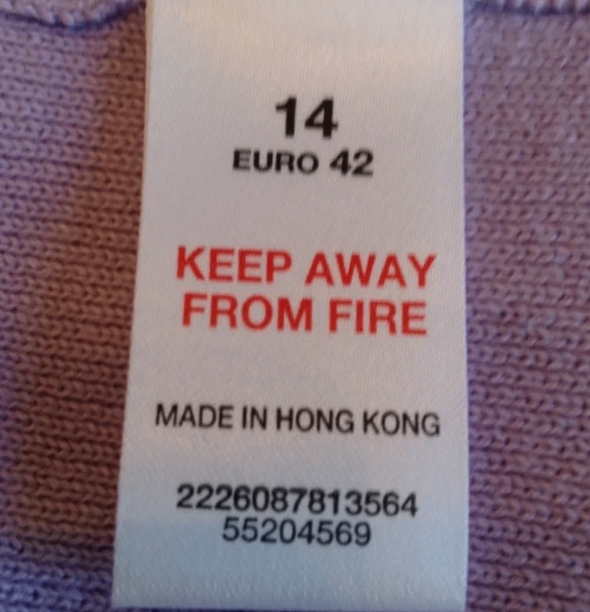 14
EURO 42
KEEP AWAY
FROM FIRE
MADE IN HONG KONG
2226087813564
55204569